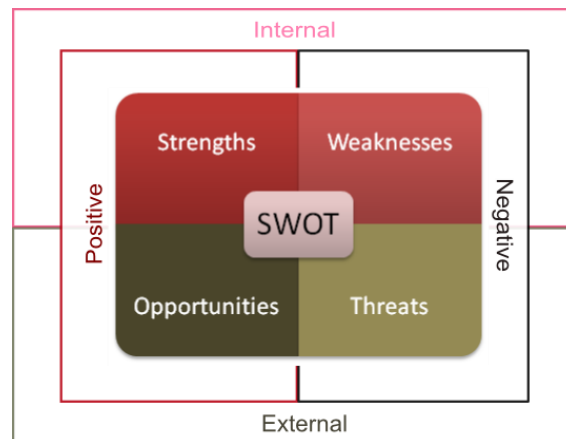 Internal
Strengths
Weaknesses
Positive
SWOT
Negative
Opportunities
Threats
External